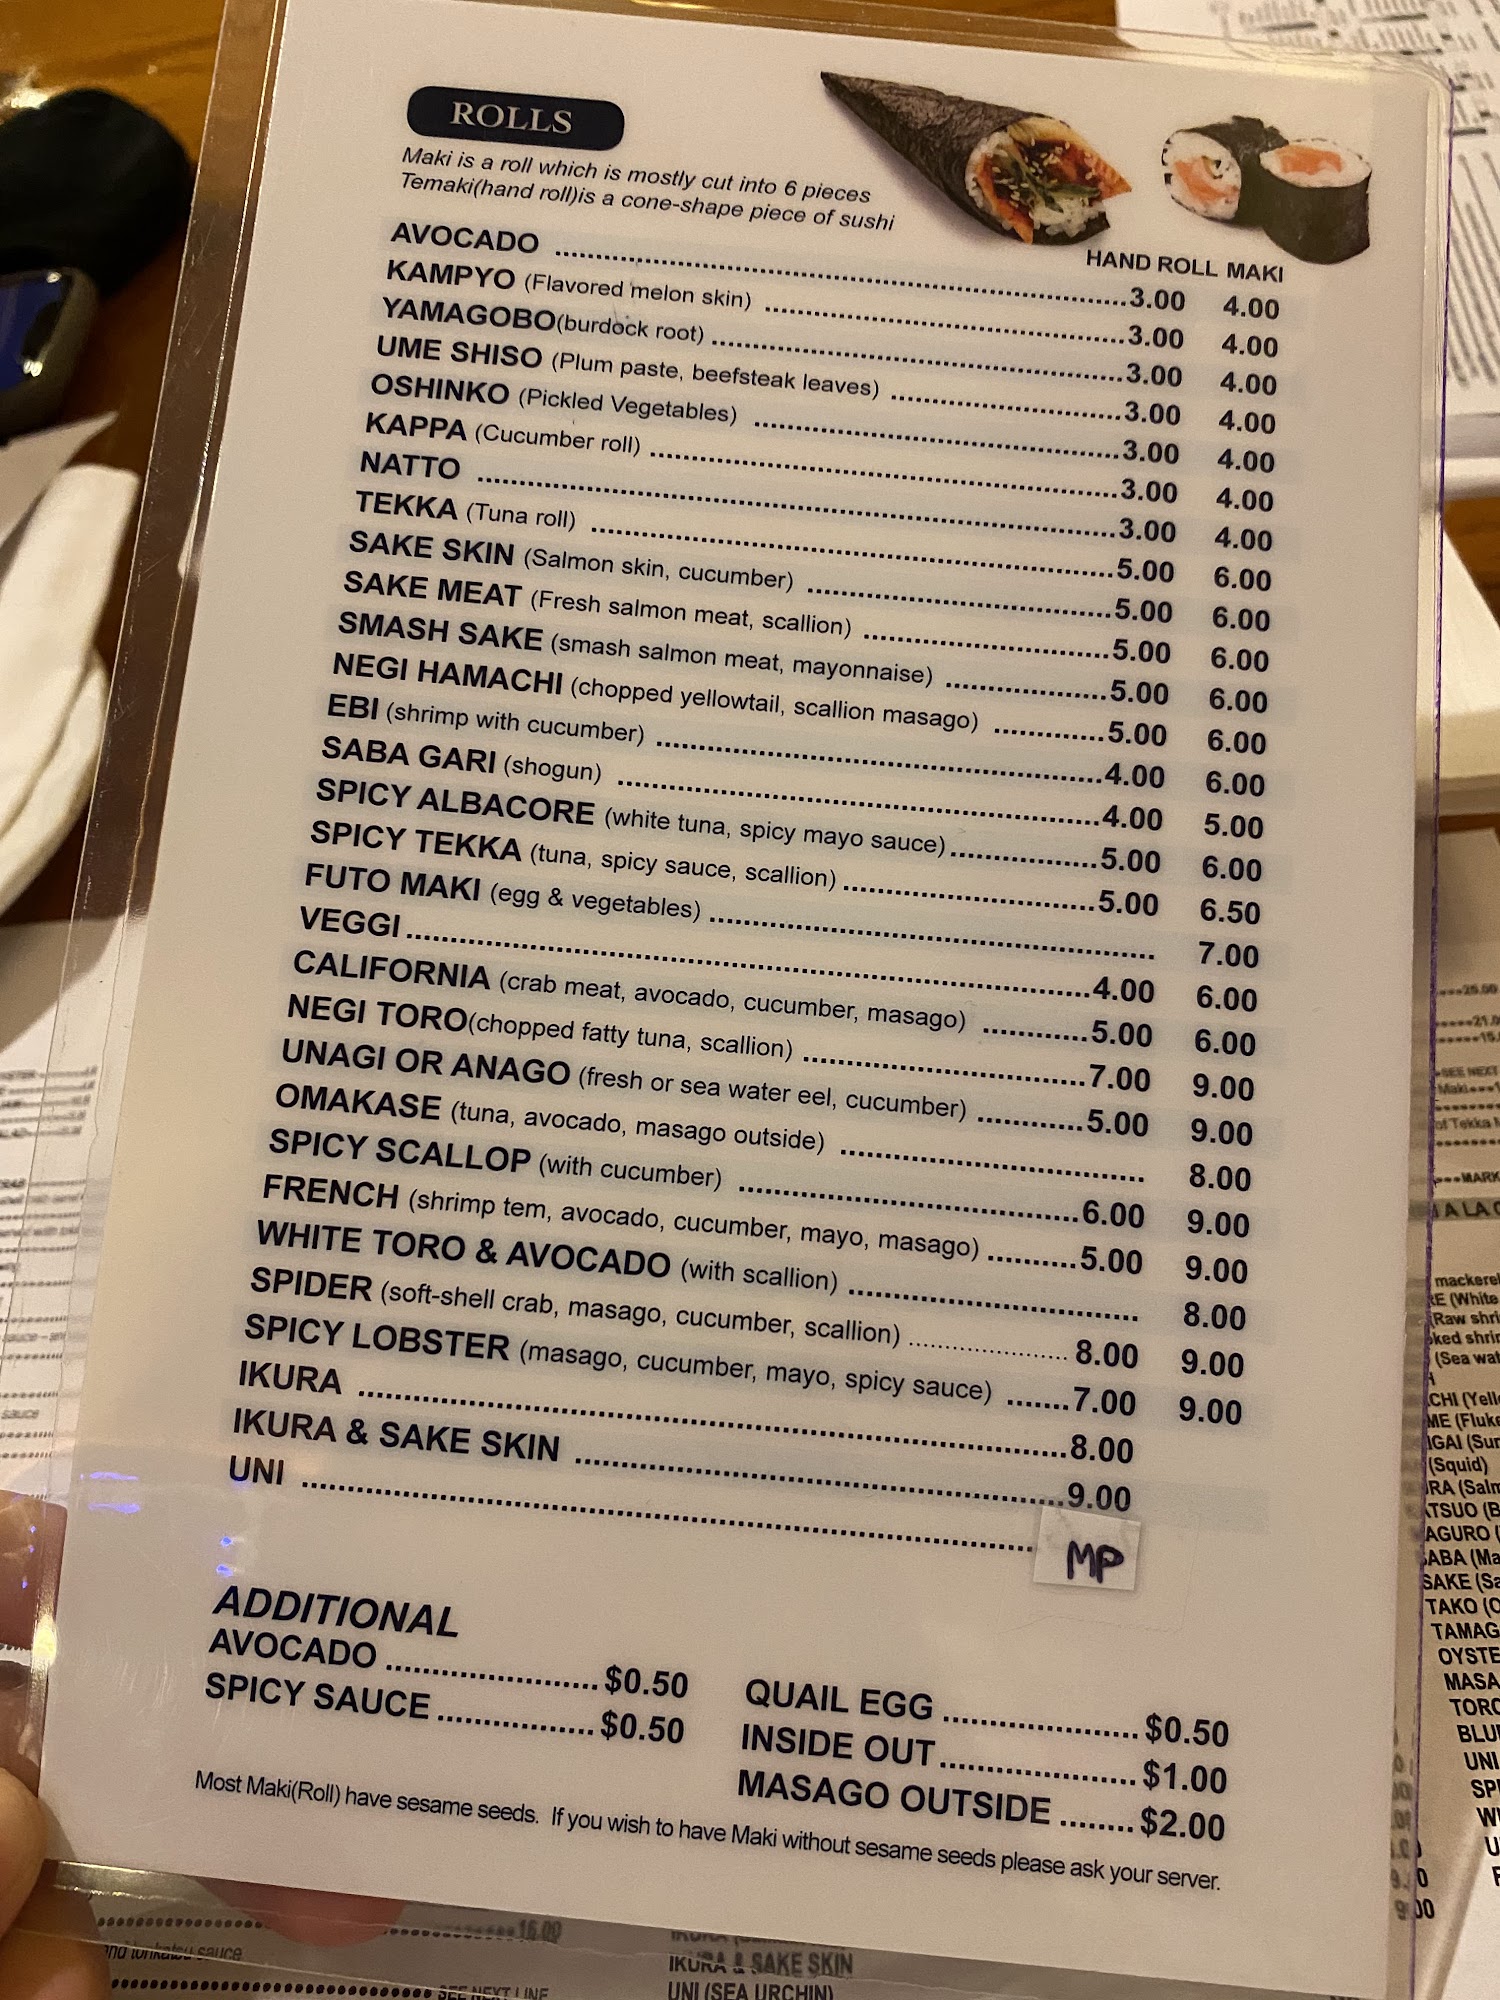 ROLLS
Maki is a roll which is mostly cut into 6 pieces
Temaki(hand roll)is a cone-shape piece of sushi
HAND ROLL MAKI
AVOCADO 3.00 4.00
KAMPYO (Flavored melon skin) 3.00 4.00
YAMAGOBO(burdock root) 3.00 4.00
UME SHISO (Plum paste, beefsteak leaves) 3.00 4.00
OSHINKO (Pickled Vegetables) 3.00 4.00
KAPPA (Cucumber roll) 3.00 4.00
NATTO 3.00 4.00
TEKKA (Tuna roll) 5.00 6.00
SAKE SKIN (Salmon skin, cucumber) 5.00 6.00
SAKE MEAT (Fresh salmon meat, scallion) 5.00 6.00
SMASH SAKE (smash salmon meat, mayonnaise) 5.00 6.00
NEGI HAMACHI (chopped yellowtail, scallion masago) 5.00 6.00
EBI (shrimp with cucumber) 4.00 6.00
SABA GARI (shogun) 4.00 5.00
SPICY ALBACORE (white tuna, spicy mayo sauce) 5.00 6.00
SPICY TEKKA (tuna, spicy sauce, scallion) 5.00 6.50
FUTO MAKI (egg & vegetables) 7.00
VEGGI 4.00 6.00
CALIFORNIA (crab meat, avocado, cucumber, masago) 5.00 6.00
NEGI TORO(chopped fatty tuna, scallion) 7.00 9.00
UNAGI OR ANAGO (fresh or sea water eel, cucumber) 5.00 9.00
OMAKASE (tuna, avocado, masago outside) 8.00
SPICY SCALLOP (with cucumber) 6.00 9.00
FRENCH (shrimp tem, avocado, cucumber, mayo, masago) 5.00 9.00
WHITE TORO & AVOCADO (with scallion) 8.00
SPIDER (soft-shell crab, masago, cucumber, scallion) 8.00 9.00
SPICY LOBSTER (masago, cucumber, mayo, spicy sauce) 7.00 9.00
IKURA 8.00
IKURA & SAKE SKIN 9.00
UNI MP
ADDITIONAL
AVOCADO $0.50
SPICY SAUCE $0.50
QUAIL EGG $0.50
INSIDE OUT $1.00
MASAGO OUTSIDE $2.00
Most Maki(Roll) have sesame seeds. If you wish to have Maki without sesame seeds please ask your server.
16.00
tonkatsu sauce
SEE NEXT LINE
IKURA & SAKE SKIN
UNI (SEA URCHIN)
SEE NEXT
of Tekka
mackerel
(White
(Raw
(Sea
(Squid)